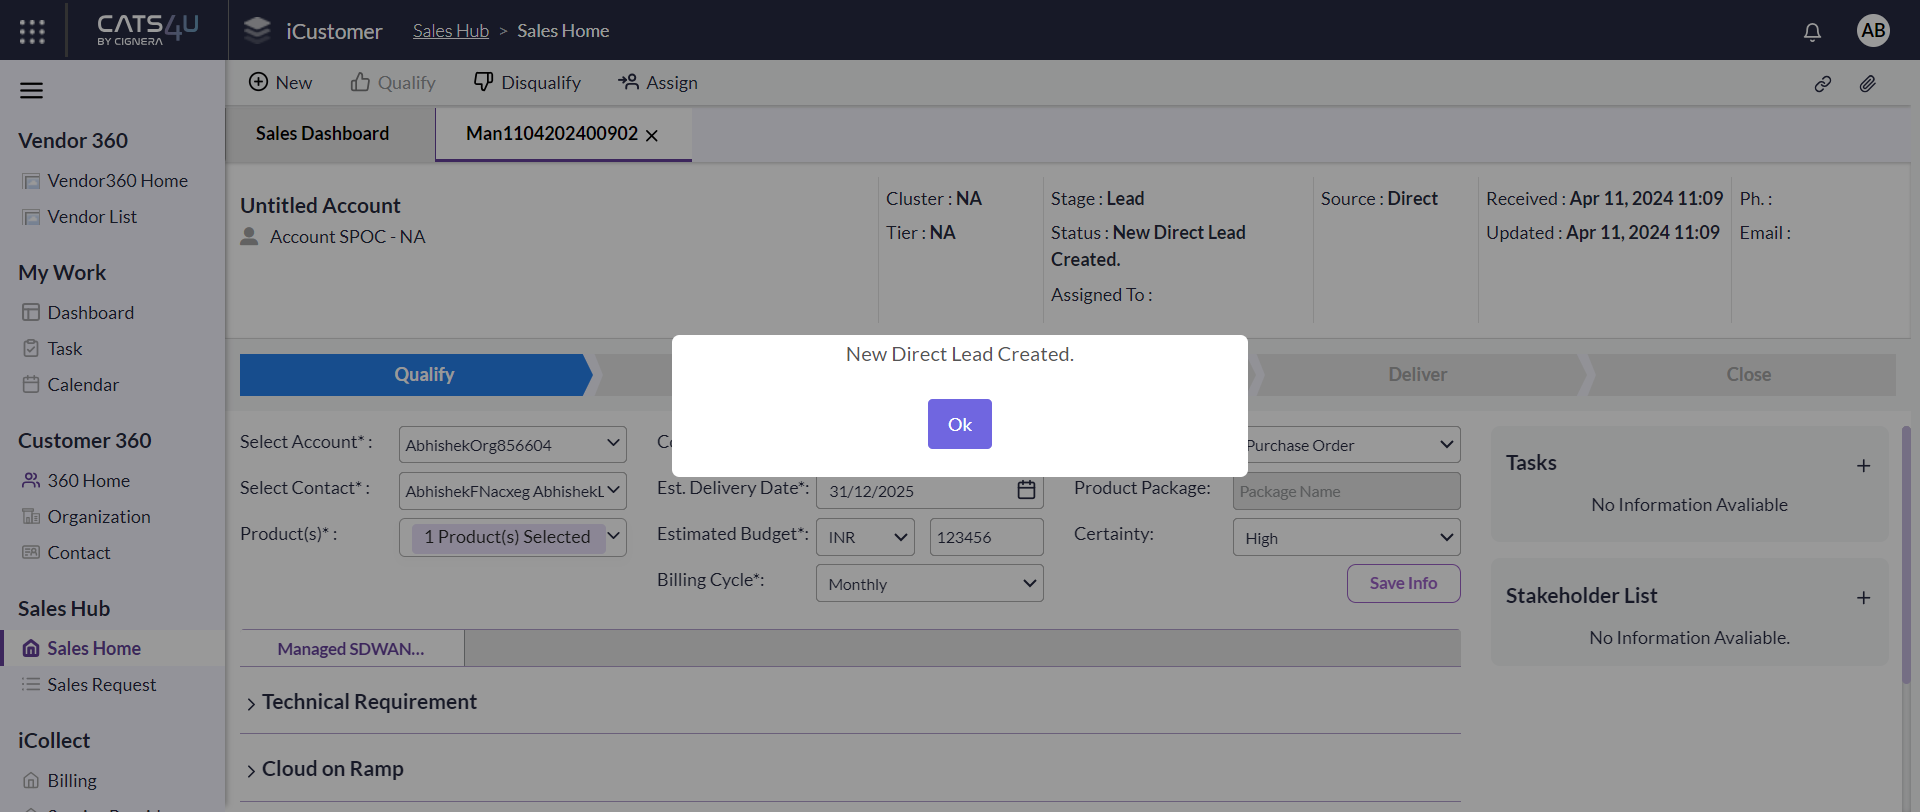 CATS4U
BY CIGNERA
iCustomer
Sales Hub > Sales Home
AB
New
Qualify
Disqualify
Assign
Vendor 360
Vendor360 Home
Vendor List
My Work
Dashboard
Task
Calendar
Customer 360
360 Home
Organization
Contact
Sales Hub
Sales Home
Sales Request
iCollect
Billing
Sales Dashboard
Man1104202400902
Untitled Account
Account SPOC - NA
Cluster : NA
Tier : NA
Stage : Lead
Status : New Direct Lead
Created.
Assigned To :
Source : Direct
Received : Apr 11, 2024 11:09
Updated : Apr 11, 2024 11:09
Ph. :
Email :
Qualify
Deliver
Close
New Direct Lead Created.
Ok
Select Account* :
AbhishekOrg856604
Select Contact* :
AbhishekFNacxeg AbhishekL
Product(s)* :
1 Product(s) Selected
Est. Delivery Date*:
31/12/2025
Estimated Budget*:
INR
123456
Billing Cycle*:
Monthly
Purchase Order
Product Package:
Package Name
Certainty:
High
Save Info
Tasks
No Information Avaliable
Stakeholder List
No Information Avaliable.
Managed SDWAN...
Technical Requirement
Cloud on Ramp